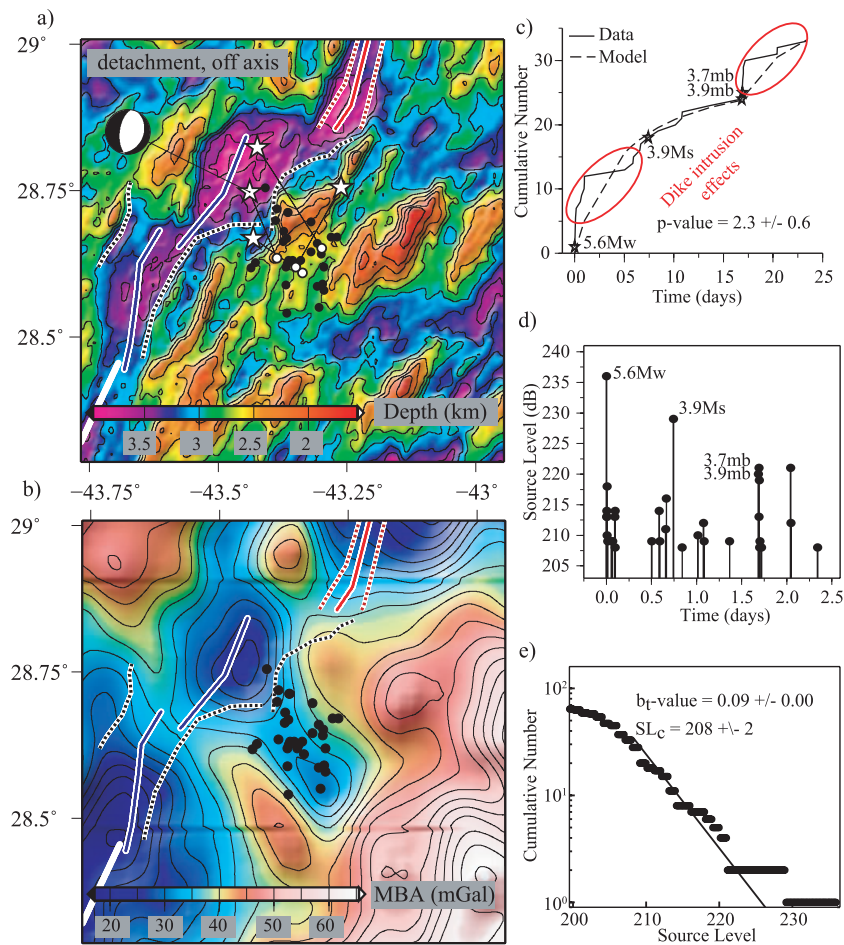 a)
29°
detachment, off axis
28.75°
28.5°
Depth (km)
3.5 3 2.5 2
−43.75 −43.5 −43.25 −43
b)
29°
28.75°
28.5°
MBA (mGal)
20 30 40 50 60
c)
Data
Model
30
20
10
0
Cumulative Number
3.7mb
3.9mb
3.9Ms
5.6Mw
Dike intrusion
effects
p-value = 2.3 +/- 0.6
00 05 10 15 20 25
Time (days)
d)
240
235
230
225
220
215
210
205
Source Level (dB)
5.6Mw
3.9Ms
3.7mb
3.9mb
0.0 0.5 1.0 1.5 2.0 2.5
Time (days)
e)
10²
10¹
10⁰
Cumulative Number
bt-value = 0.09 +/- 0.00
SLc = 208 +\- 2
200 210 220 230
Source Level